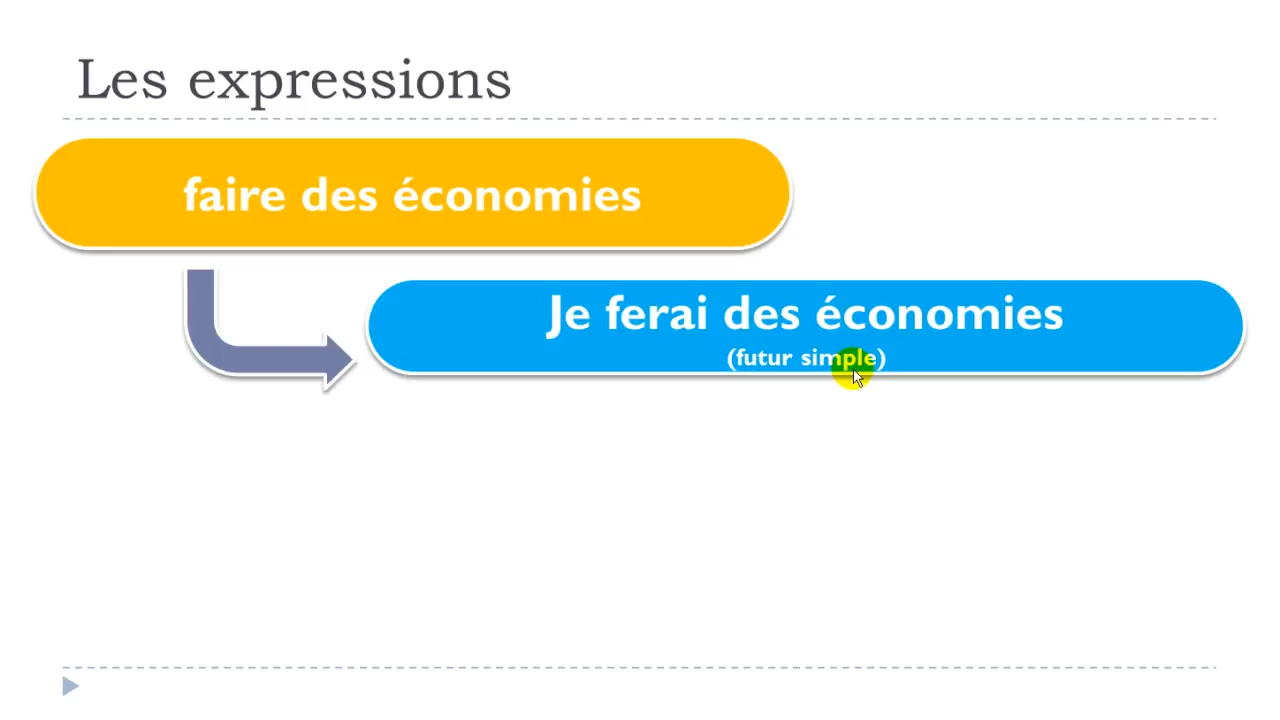 Les expressions
faire des économies
Je ferai des économies
(futur simple)